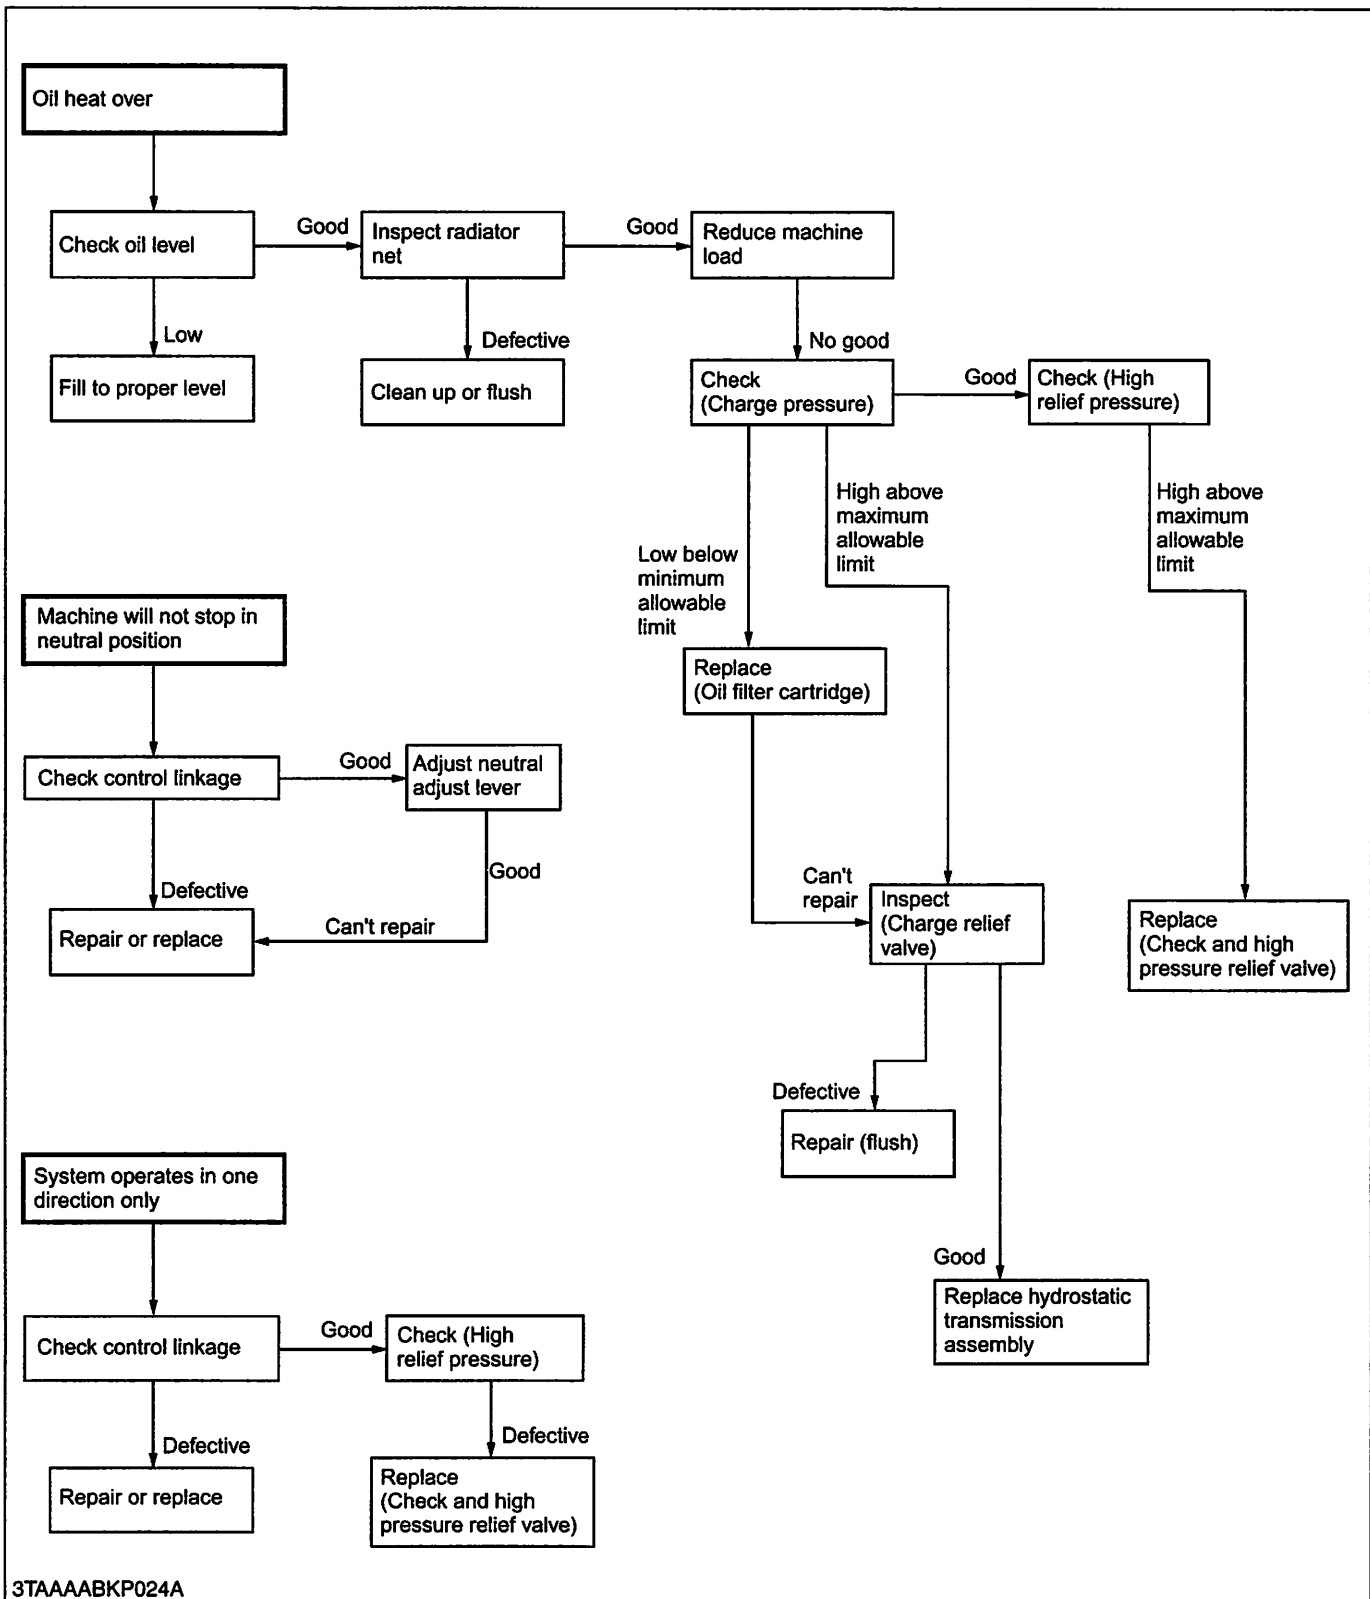 Oil heat over
Check oil level
Good
Inspect radiator
net
Good
Reduce machine
load
Low
Fill to proper level
Defective
Clean up or flush
No good
Check
(Charge pressure)
Good
Check (High
relief pressure)
Low below
minimum
allowable
limit
High above
maximum
allowable
limit
High above
maximum
allowable
limit
Replace
(Oil filter cartridge)
Can't
repair
Inspect
(Charge relief
valve)
Replace
(Check and high
pressure relief valve)
Defective
Repair (flush)
Good
Replace hydrostatic
transmission
assembly
Machine will not stop in
neutral position
Check control linkage
Good
Adjust neutral
adjust lever
Good
Defective
Repair or replace
Can't repair
System operates in one
direction only
Check control linkage
Good
Check (High
relief pressure)
Defective
Repair or replace
Defective
Replace
(Check and high
pressure relief valve)
3TAAAABKP024A